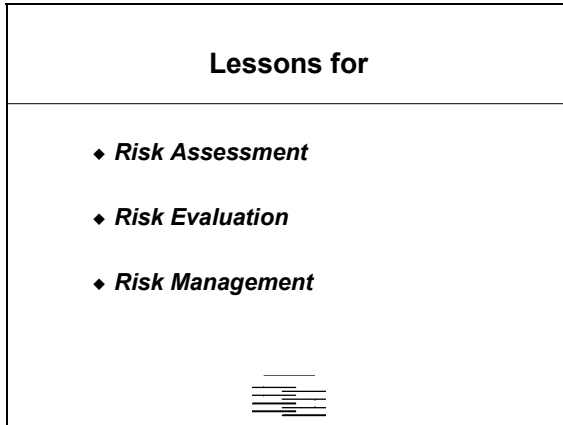 Lessons for
◆ Risk Assessment
◆ Risk Evaluation
◆ Risk Management